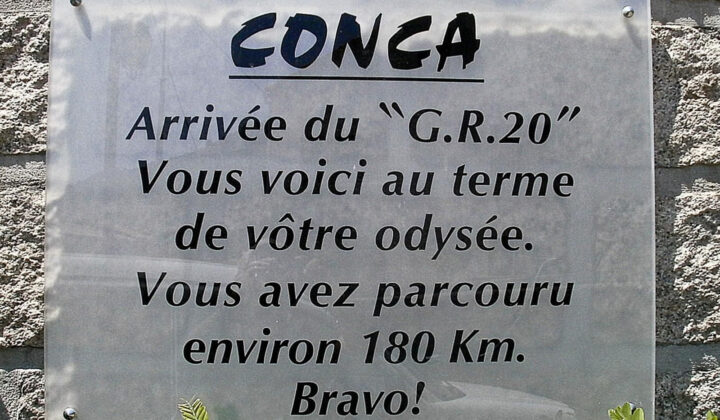 CONCA
Arrivée du "G.R.20"
Vous voici au terme
de vôtre odysée.
Vous avez parcouru
environ 180 Km.
Bravo!